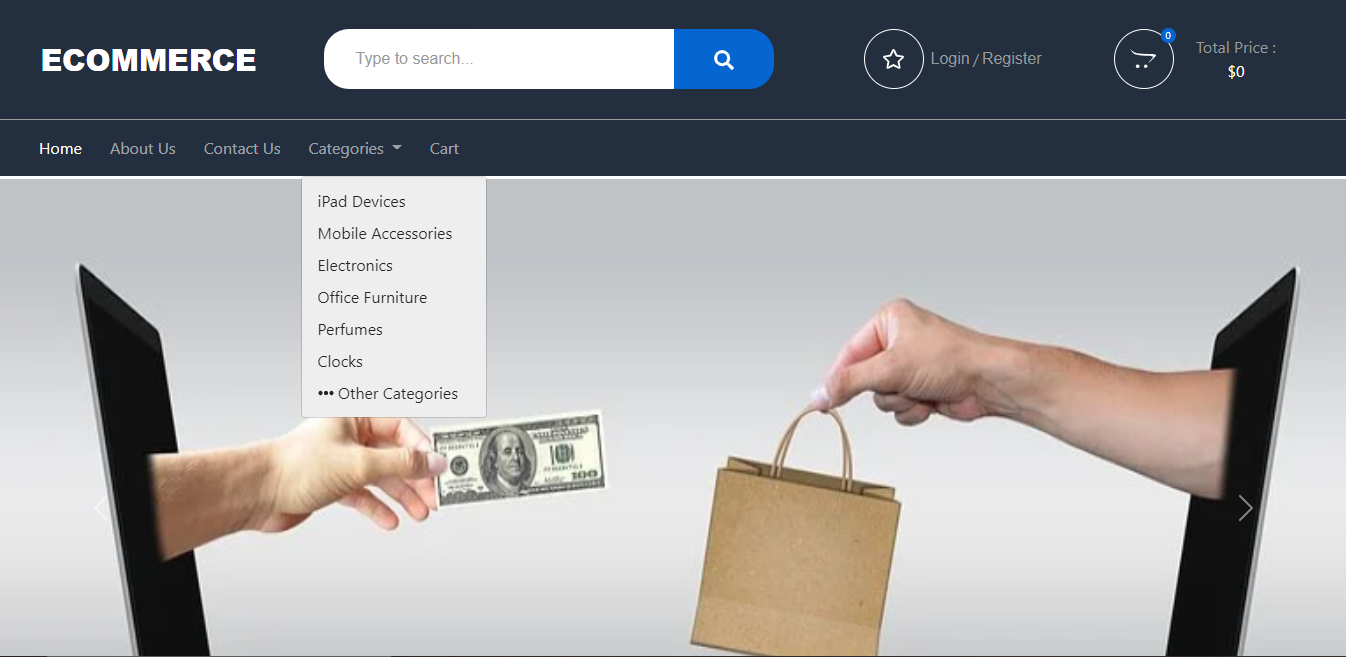 ECOMMERCE
Type to search...
Login / Register
0
Total Price :
$0
Home
About Us
Contact Us
Categories
Cart
iPad Devices
Mobile Accessories
Electronics
Office Furniture
Perfumes
Clocks
••• Other Categories
100